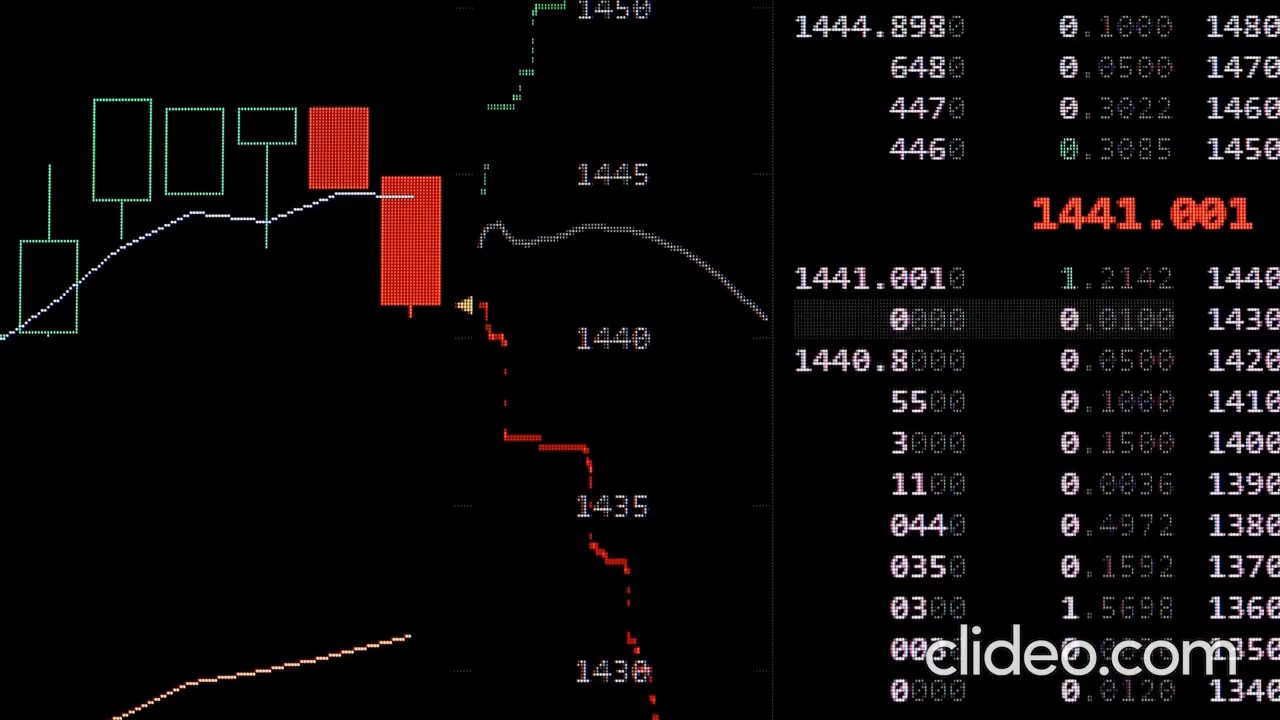 1450
1445
1440
1435
1430
1444.8980 0.1000 1480
6480 0.0500 1470
4470 0.3022 1460
4460 0.3085 1450
1441.001
1441.0010 1.2142 1440
0000 0.0100 1430
1440.8000 0.0500 1420
5500 0.1000 1410
3000 0.1500 1400
1100 0.0036 1390
0440 0.4972 1380
0350 0.1592 1370
0300 1.5698 1360
0000 0.0120 1340
clideo.com